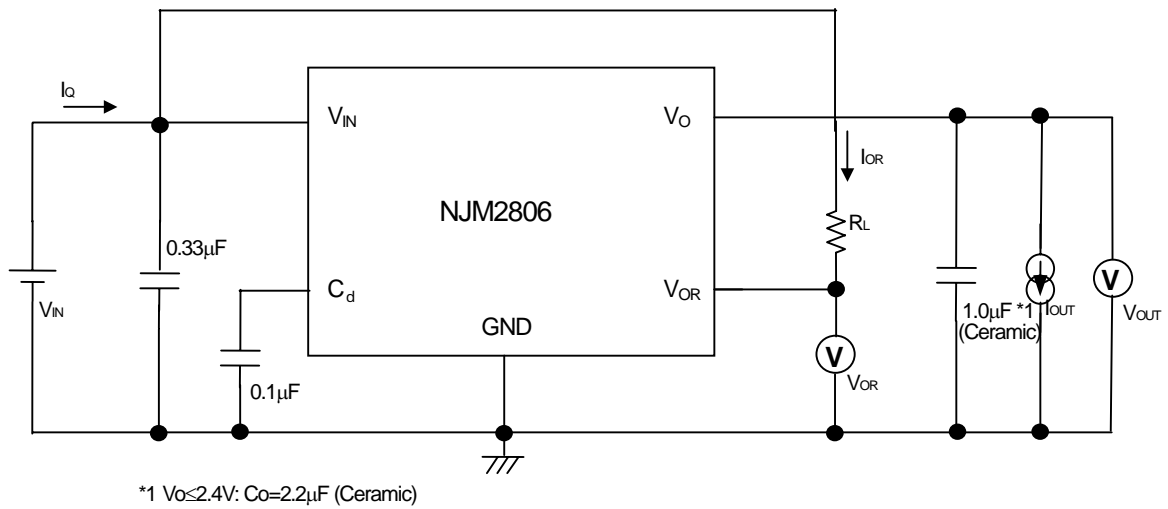 IQ
VIN
VO
IOR
NJM2806
RL
0.33μF
VIN
Cd
VOR
1.0μF *1
(Ceramic)
IOUT
V
VOUT
GND
V
VOR
0.1μF
*1 Vo≤2.4V: Co=2.2μF (Ceramic)